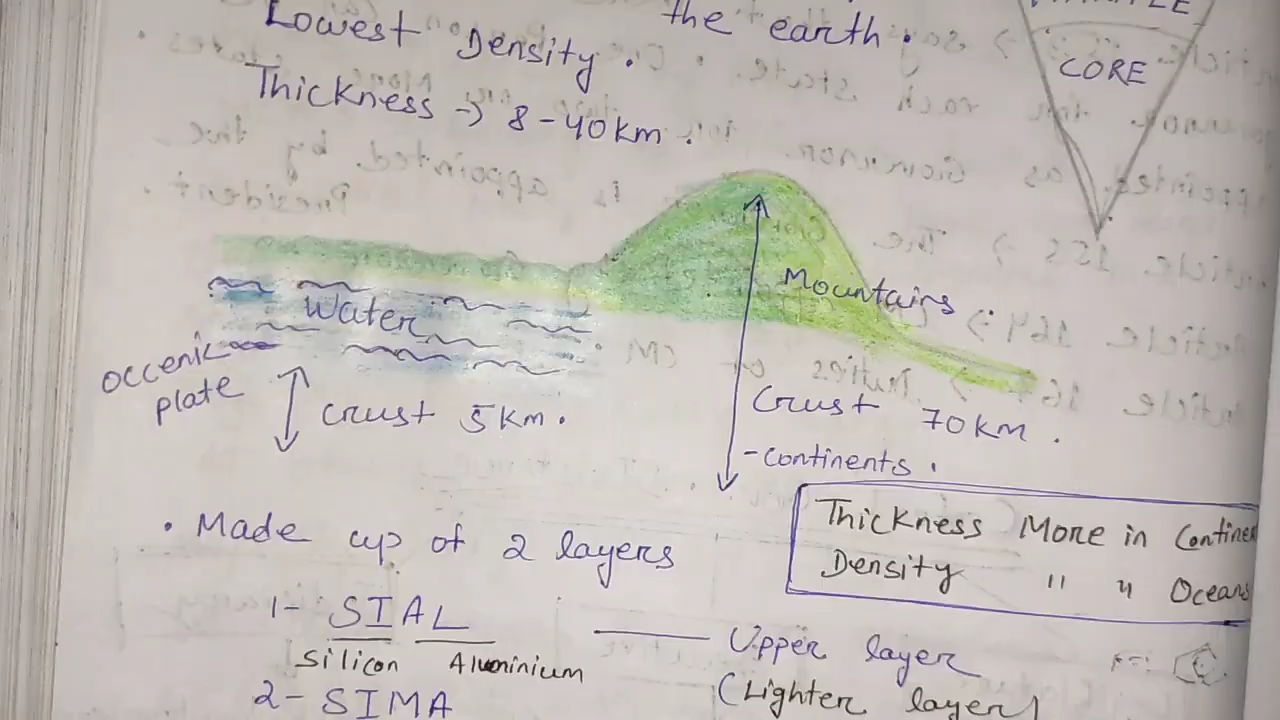 Lowest Density.
the earth.
CORE
Thickness → 8-40km.
Water
Mountains.
Occenic
plate
Crust 5km.
Crust 70km.
-continents.
Thickness More in
Density " " Oceans
• Made up of 2 layers
1- SIAL — Upper layer
Silicon Aluminium (Lighter layer)
2- SIMA